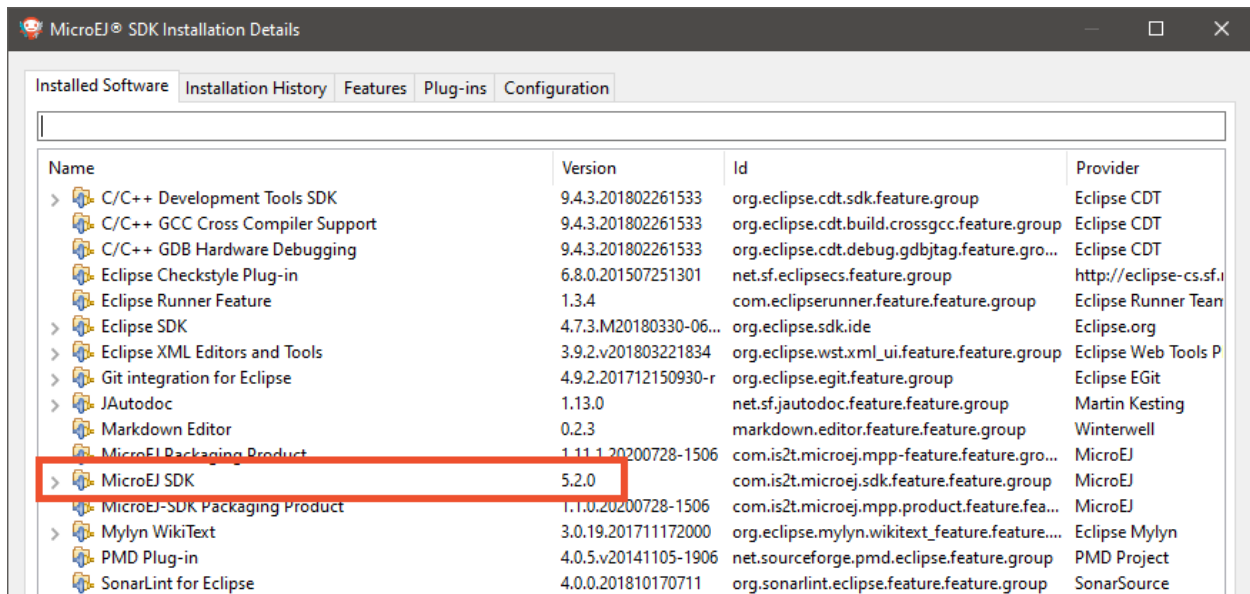 MicroEJ® SDK Installation Details
Installed Software Installation History Features Plug-ins Configuration
Name Version Id Provider
C/C++ Development Tools SDK 9.4.3.201802261533 org.eclipse.cdt.sdk.feature.group Eclipse CDT
C/C++ GCC Cross Compiler Support 9.4.3.201802261533 org.eclipse.cdt.build.crossgcc.feature.group Eclipse CDT
C/C++ GDB Hardware Debugging 9.4.3.201802261533 org.eclipse.cdt.debug.gdbjtag.feature.gro... Eclipse CDT
Eclipse Checkstyle Plug-in 6.8.0.201507251301 net.sf.eclipsecs.feature.group http://eclipse-cs.sf.
Eclipse Runner Feature 1.3.4 com.eclipserunner.feature.feature.group Eclipse Runner Team
Eclipse SDK 4.7.3.M20180330-06... org.eclipse.sdk.ide Eclipse.org
Eclipse XML Editors and Tools 3.9.2.v201803221834 org.eclipse.wst.xml_ui.feature.feature.group Eclipse Web Tools P
Git integration for Eclipse 4.9.2.201712150930-r org.eclipse.egit.feature.group Eclipse EGit
JAutodoc 1.13.0 net.sf.jautodoc.feature.feature.group Martin Kesting
Markdown Editor 0.2.3 markdown.editor.feature.feature.group Winterwell
MicroEJ Packaging Product 1.11.1.20200728-1506 com.is2t.microej.mpp-feature.feature.gro... MicroEJ
MicroEJ SDK 5.2.0 com.is2t.microej.sdk.feature.feature.group MicroEJ
MicroEJ-SDK Packaging Product 1.1.0.20200728-1506 com.is2t.microej.mpp.product.feature.fea... MicroEJ
Mylyn WikiText 3.0.19.201711172000 org.eclipse.mylyn.wikitext_feature.feature.... Eclipse Mylyn
PMD Plug-in 4.0.5.v20141105-1906 net.sourceforge.pmd.eclipse.feature.group PMD Project
SonarLint for Eclipse 4.0.0.201810170711 org.sonarlint.eclipse.feature.feature.group SonarSource